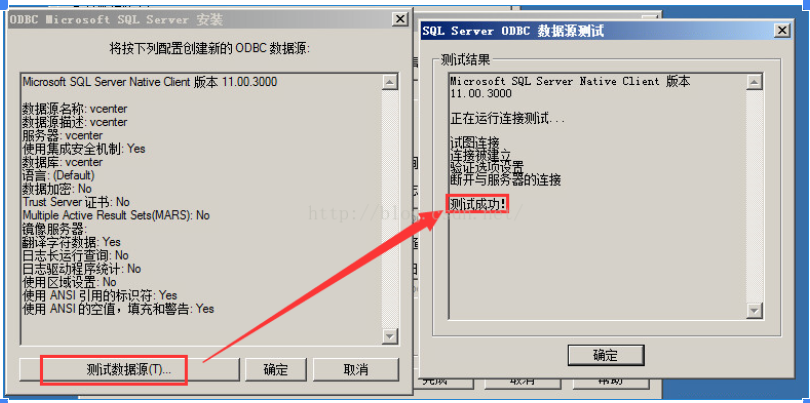 ODBC Microsoft SQL Server 安装
将按下列配置创建新的 ODBC 数据源:
Microsoft SQL Server Native Client 版本 11.00.3000
数据源名称: vcenter
数据源描述: vcenter
服务器: vcenter
使用集成安全机制: Yes
数据库: vcenter
语言: (Default)
数据加密: No
Trust Server 证书: No
Multiple Active Result Sets(MARS): No
镜像服务器:
翻译字符数据: Yes
日志长运行查询: No
日志驱动程序统计: No
使用区域设置: No
使用 ANSI 引用的标识符: Yes
使用 ANSI 的空值，填充和警告: Yes
测试数据源(T)...
确定
取消
SQL Server ODBC 数据源测试
测试结果
Microsoft SQL Server Native Client 版本
11.00.3000
正在运行连接测试...
试图连接
连接被建立
验证选项设置
断开与服务器的连接
测试成功!
确定
完成
取消
帮助